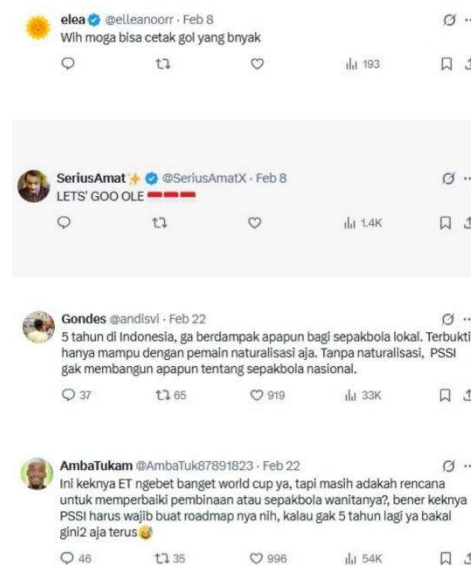 elea @elleanoorr · Feb 8
Wih moga bisa cetak gol yang bnyak
193
SeriusAmat @SeriusAmatX · Feb 8
LETS' GOO OLE
1.4K
Gondes @andisvi · Feb 22
5 tahun di Indonesia, ga berdampak apapun bagi sepakbola lokal. Terbukti
hanya mampu dengan pemain naturalisasi aja. Tanpa naturalisasi, PSSI
gak membangun apapun tentang sepakbola nasional.
37 65 919 33K
AmbaTukam @AmbaTuk87891823 · Feb 22
Ini keknya ET ngebet banget world cup ya, tapi masih adakah rencana
untuk memperbaiki pembinaan atau sepakbola wanitanya?, bener keknya
PSSI harus wajib buat roadmap nya nih, kalau gak 5 tahun lagi ya bakal
gini2 aja terus😅
46 35 996 54K